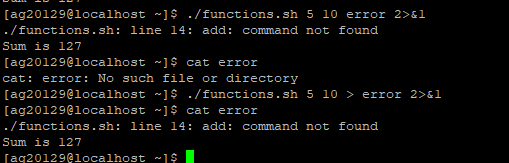 Sum is 127
[ag20129@localhost ~]$ ./functions.sh 5 10 error 2>&1
./functions.sh: line 14: add: command not found
Sum is 127
[ag20129@localhost ~]$ cat error
cat: error: No such file or directory
[ag20129@localhost ~]$ ./functions.sh 5 10 > error 2>&1
[ag20129@localhost ~]$ cat error
./functions.sh: line 14: add: command not found
Sum is 127
[ag20129@localhost ~]$